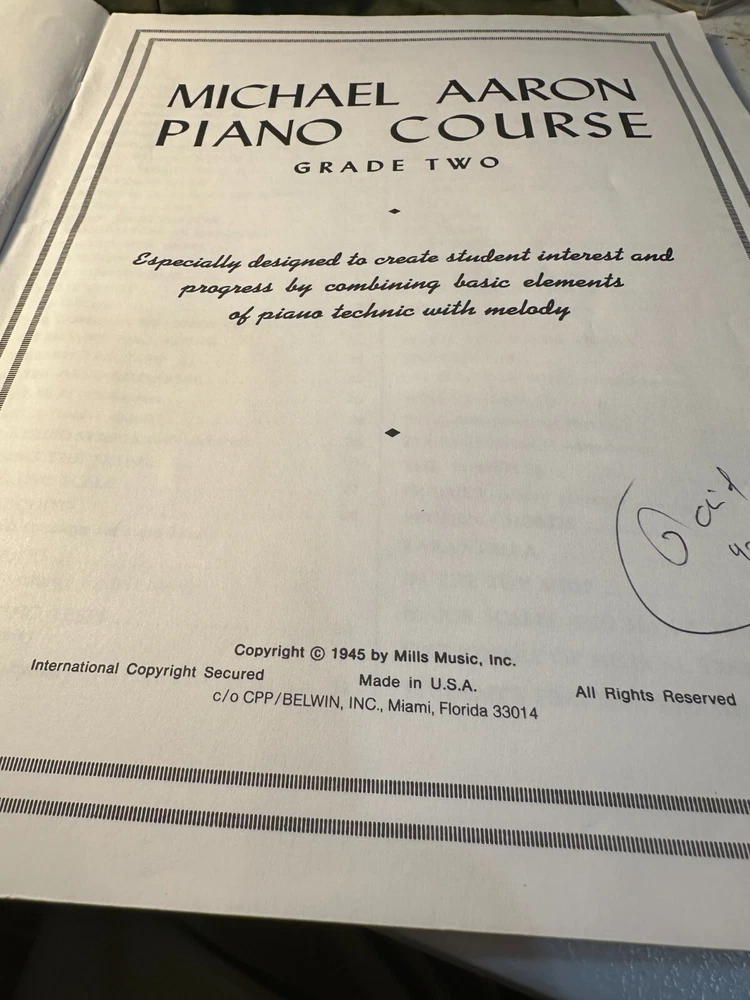 MICHAEL AARON
PIANO COURSE
GRADE TWO
Especially designed to create student interest and
progress by combining basic elements
of piano technic with melody
Paid
Copyright © 1945 by Mills Music, Inc.
International Copyright Secured
Made in U.S.A.
All Rights Reserved
c/o CPP/BELWIN, INC., Miami, Florida 33014